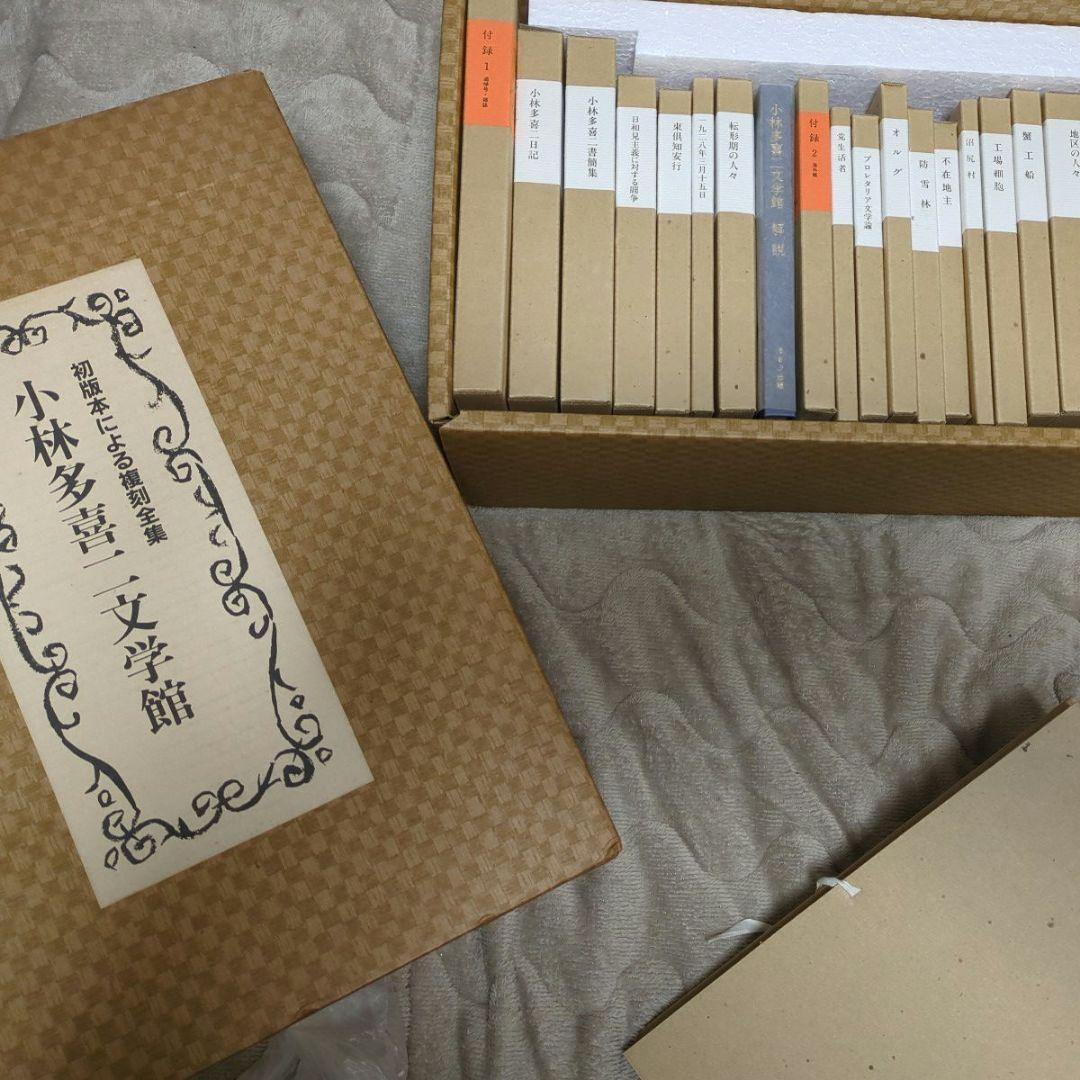 初版本による複刻全集
小林多喜二文学館
付録 1
小林多喜二日記
小林多喜二書簡集
日和見主義に対する闘争
東倶知安行
一九二八年三月十五日
転形期の人々
小林多喜二文学館 解説
付録 2
党生活者
プロレタリア文学論
オルグ
防雪林
不在地主
沼尻村
工場細胞
蟹工船
地区の人々